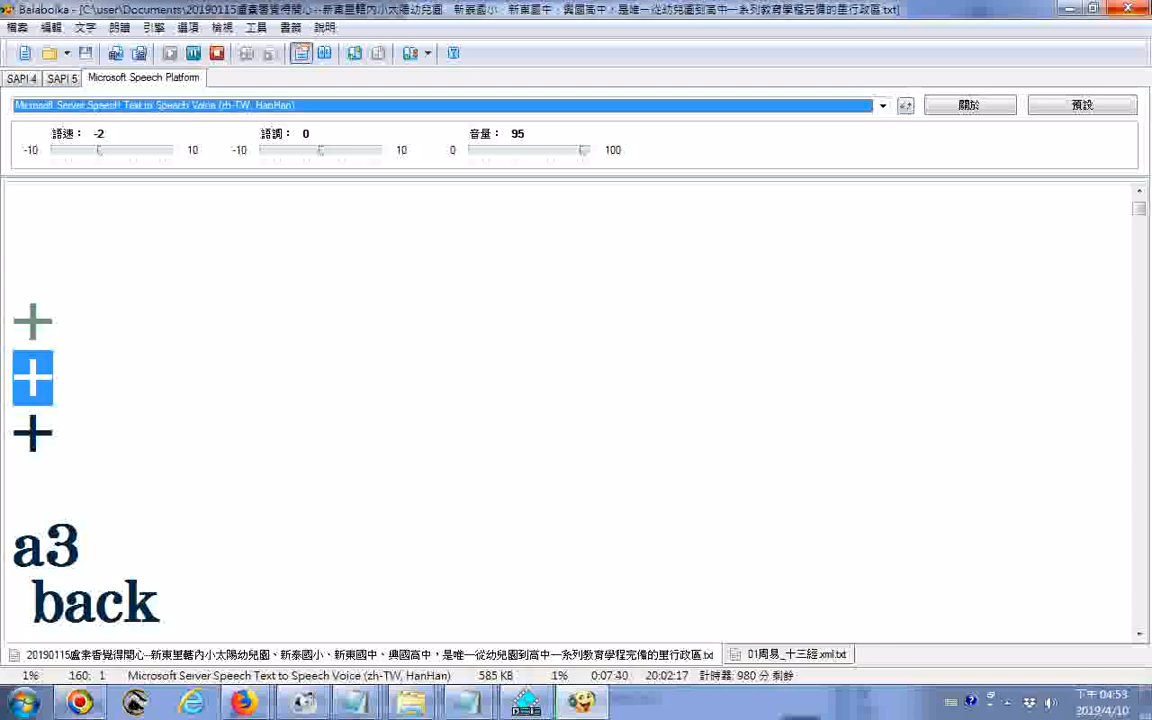 Balabolka - [C:\user\Documents\20190115盧素香覺得開心--新東里轄內小太陽幼兒園、新泰國小、新東國中、興國高中，是唯一從幼兒園到高中一系列教育學程完備的里行政區.txt]
檔案 編輯 文字 朗讀 引擎 選項 檢視 工具 書籤 說明
SAPI 4 SAPI 5 Microsoft Speech Platform
Microsoft Server Speech Text to Speech Voice (zh-TW, HanHan) 關於 預設
語速： -2 語調： 0 音量： 95
-10 10 -10 10 0 100
+
+
+
a3
back
20190115盧素香覺得開心--新東里轄內小太陽幼兒園、新泰國小、新東國中、興國高中，是唯一從幼兒園到高中一系列教育學程完備的里行政區.txt 01周易_十三經.xml.txt
1% 160; 1 Microsoft Server Speech Text to Speech Voice (zh-TW, HanHan) 585 KB 1% 0:07:40 20:02:17 計時器: 980 分 剩餘
下午 04:53
2019/4/10